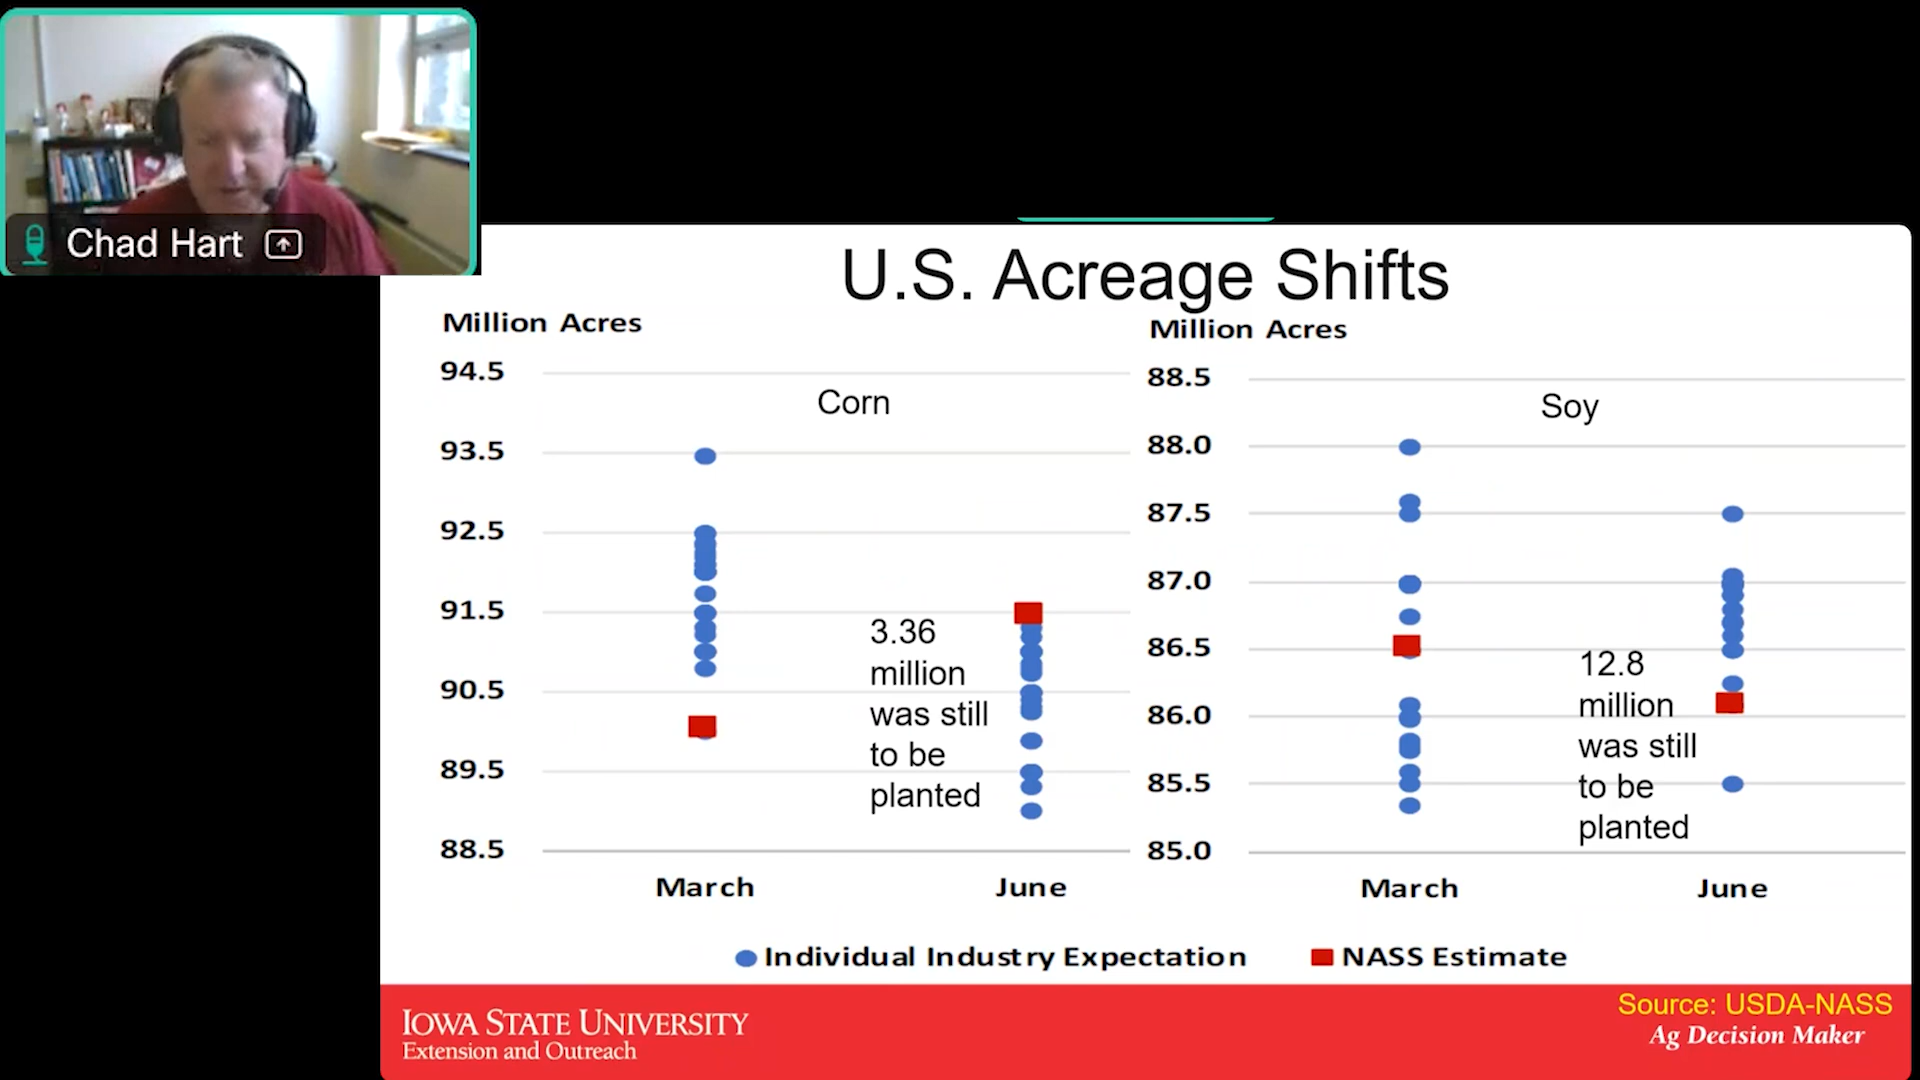 Chad Hart
U.S. Acreage Shifts
Million Acres
94.5
93.5
92.5
91.5
90.5
89.5
88.5
Corn
3.36
million
was still
to be
planted
March
June
Million Acres
88.5
88.0
87.5
87.0
86.5
86.0
85.5
85.0
Soy
12.8
million
was still
to be
planted
March
June
Individual Industry Expectation
NASS Estimate
IOWA STATE UNIVERSITY
Extension and Outreach
Source: USDA-NASS
Ag Decision Maker